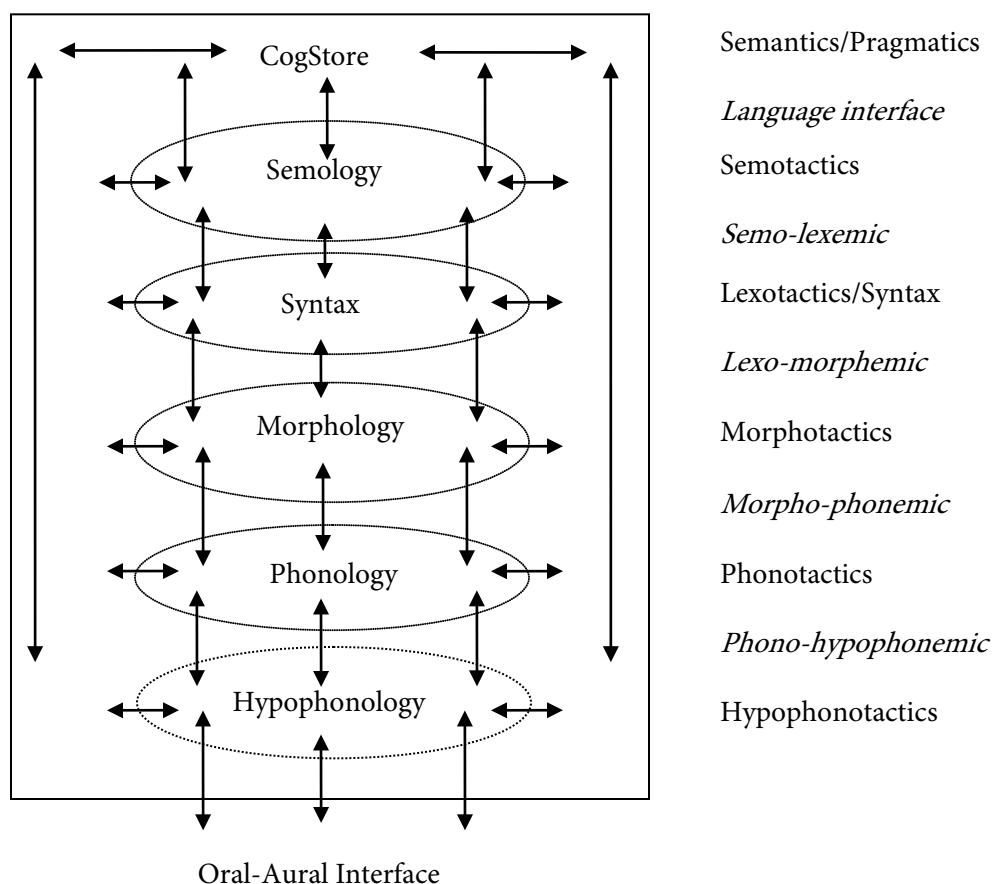 CogStore
Semology
Syntax
Morphology
Phonology
Hypophonology
Oral-Aural Interface
Semantics/Pragmatics
Language interface
Semotactics
Semo-lexemic
Lexotactics/Syntax
Lexo-morphemic
Morphotactics
Morpho-phonemic
Phonotactics
Phono-hypophonemic
Hypophonotactics